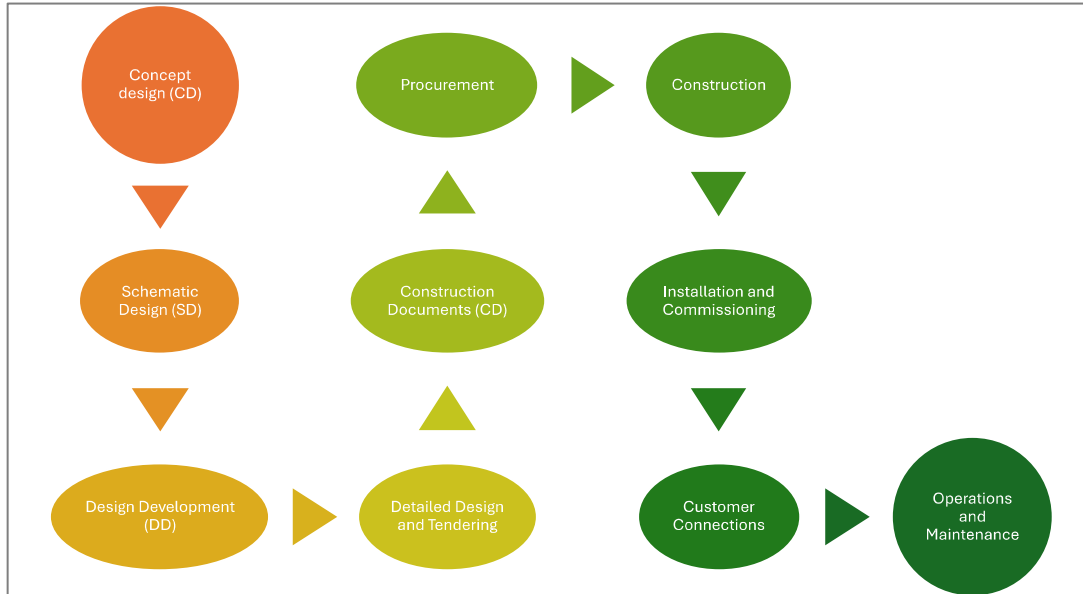 Concept
design (CD)
Schematic
Design (SD)
Design Development
(DD)
Detailed Design
and Tendering
Construction
Documents (CD)
Procurement
Construction
Installation and
Commissioning
Customer
Connections
Operations
and
Maintenance